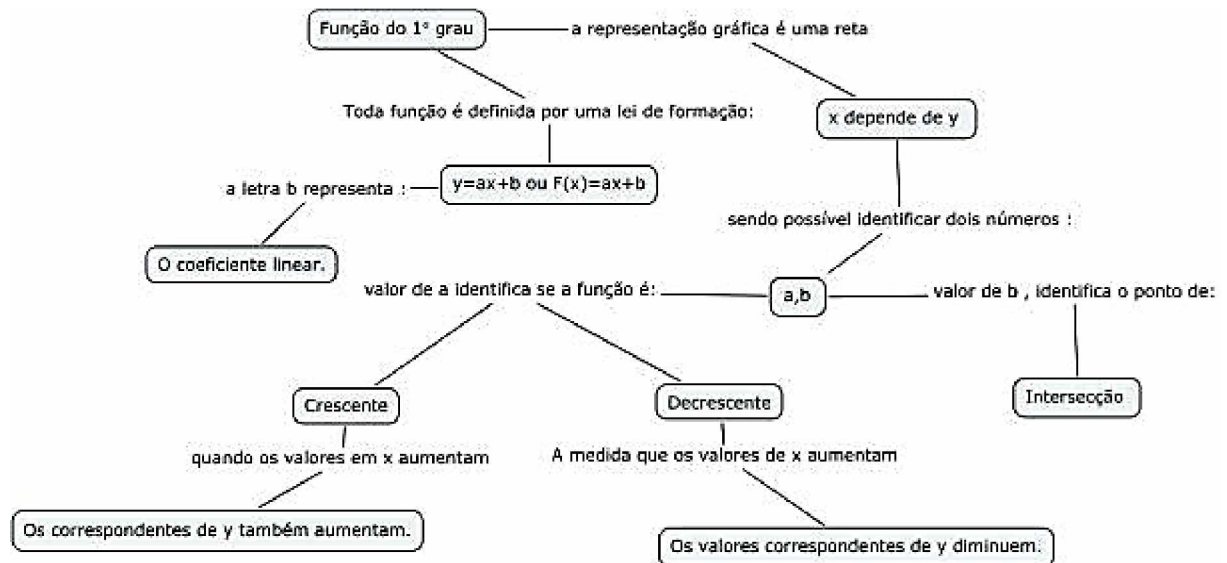 Função do 1º grau
a representação gráfica é uma reta
Toda função é definida por uma lei de formação:
x depende de y
y=ax+b ou F(x)=ax+b
a letra b representa :
sendo possível identificar dois números :
O coeficiente linear.
valor de a identifica se a função é:
a,b
valor de b , identifica o ponto de:
Crescente
Decrescente
Intersecção
quando os valores em x aumentam
A medida que os valores de x aumentam
Os correspondentes de y também aumentam.
Os valores correspondentes de y diminuem.